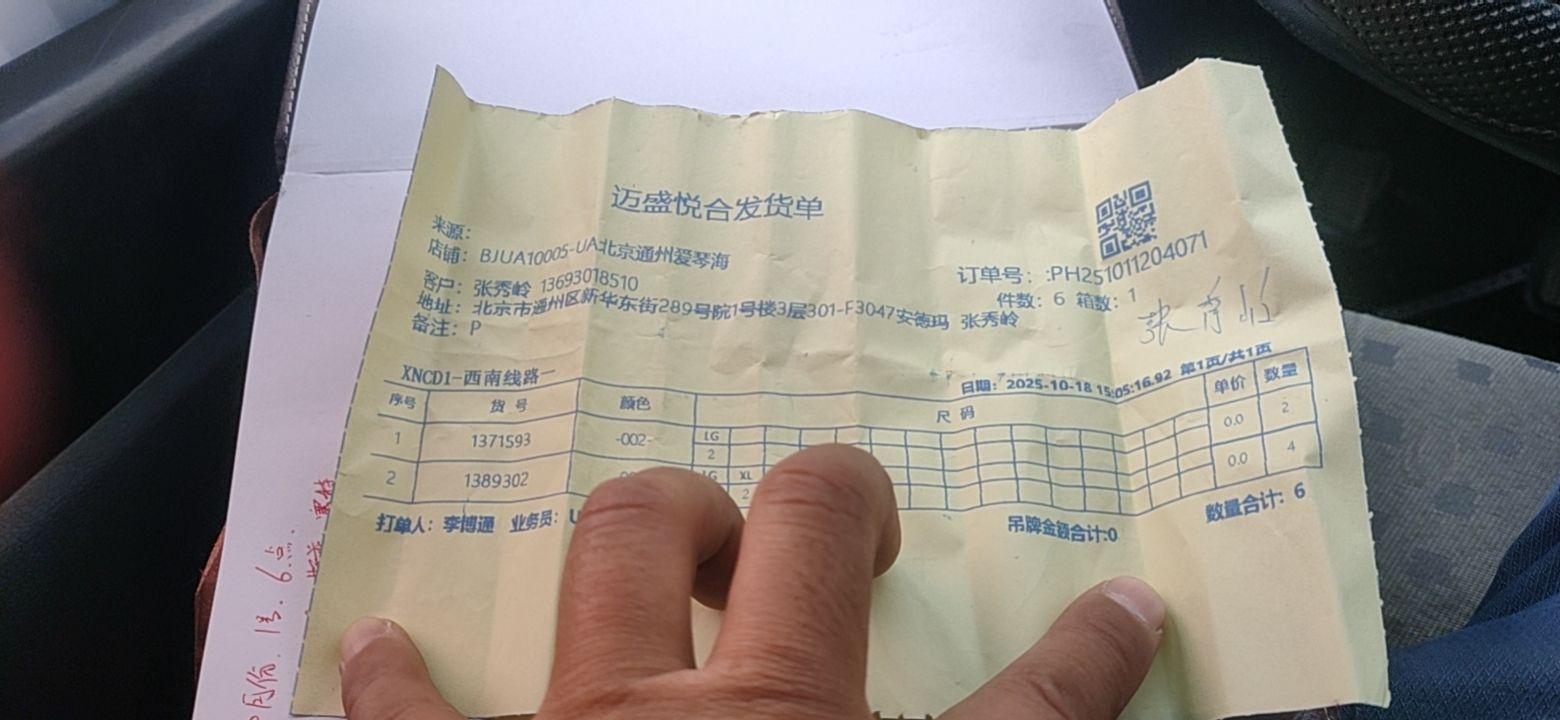 迈盛悦合发货单
来源：
店铺：BJUA10005-UA北京通州爱琴海
订单号：:PH251011204071
客户：张秀岭 13693018510
件数：6 箱数：1
地址：北京市通州区新华东街289号院1号楼3层301-F3047安德玛 张秀岭
备注：P
张秀岭
XNCD1-西南线路一
日期：2025-10-18 15:05:16.92 第1页/共1页
序号 货号 颜色 尺码 单价 数量
1 1371593 -002- LG 0.0 2
2
2 1389302 LG XL 0.0 4
2
打单人：李博通 业务员：U
吊牌金额合计:0
数量合计：6
1号. 6点.